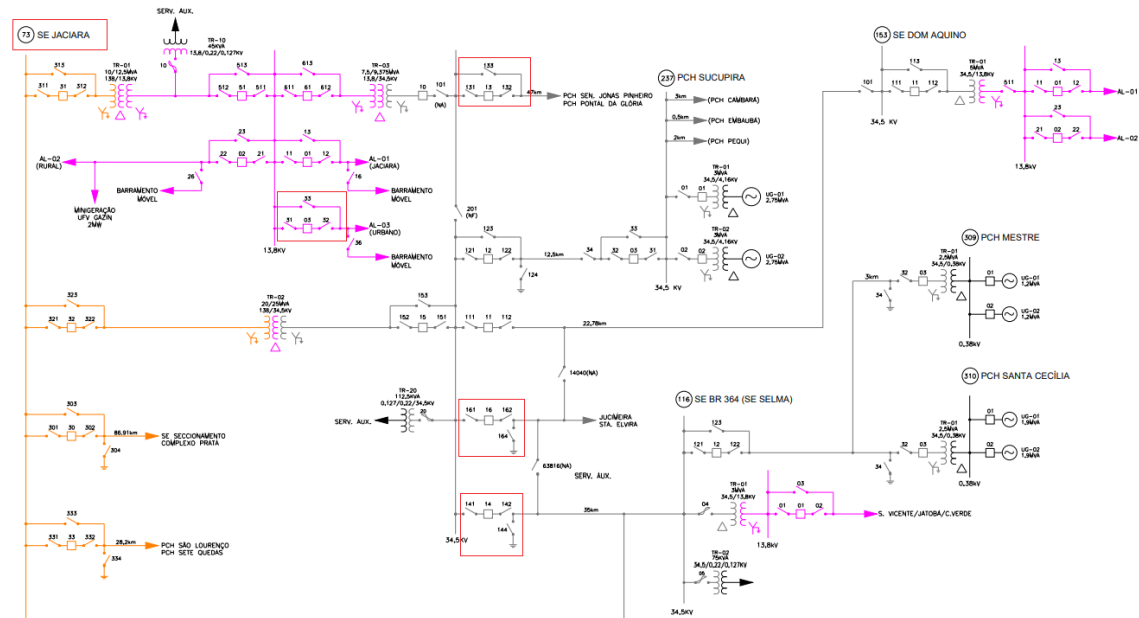 73 SE JACIARA
SERV. AUX.
TR-10
45KVA
13,8/0,22/0,127KV
10
TR-01
10/12,5MVA
138/13,8KV
313
311 31 312
513
512 51 511
613
611 61 612
TR-03
7,5/9,375MVA
13,8/34,5KV
10
101
(NA)
133
131 13 132
47km
PCH SEN. JONAS PINHEIRO
PCH PONTAL DA GLÓRIA
23
22 02 21
13
11 01 12
AL-02
(RURAL)
AL-01
(JACIARA)
26
16
BARRAMENTO
MÓVEL
BARRAMENTO
MÓVEL
MINIGERAÇÃO
UFV GAZIN
2MW
33
31 03 32
AL-03
(URBANO)
36
13.8KV
BARRAMENTO
MÓVEL
201
(NF)
123
121 12 122
124
12,5km
34
33
32 03 31
34,5 KV
237 PCH SUCUPIRA
3km
(PCH CAMBARÁ)
0,5km
(PCH EMBAUBÁ)
2km
(PCH PEQUI)
TR-01
3MVA
34,5/4,16KV
01 01
UG-01
2,75MVA
TR-02
3MVA
34,5/4,16KV
02 02
UG-02
2,75MVA
153 SE DOM AQUINO
101
113
111 11 112
34,5 KV
TR-01
5MVA
34,5/13,8KV
511
13
11 01 12
AL-01
23
21 02 22
AL-02
13,8kV
323
321 32 322
TR-02
20/25MVA
138/34,5KV
153
152 15 151
111 11 112
22,78km
14040(NA)
303
301 30 302
86,91km
304
SE SECCIONAMENTO
COMPLEXO PRATA
TR-20
112,5KVA
0,127/0,22/34,5KV
20
SERV. AUX.
161 16 162
164
JUCIMEIRA
STA. ELVIRA
63816(NA)
SERV. AUX.
333
331 33 332
28,2km
334
PCH SÃO LOURENÇO
PCH SETE QUEDAS
141 14 142
144
34,5KV
35km
116 SE BR 364 (SE SELMA)
123
121 12 122
04
TR-01
3MVA
34,5/13,8KV
03
01 01 02
S. VICENTE/JATOBÁ/C.VERDE
13,8kV
TR-02
75KVA
34,5/0,22/0,127KV
34,5KV
309 PCH MESTRE
3km
32 03
34
TR-01
2,5MVA
34,5/0,38KV
01
UG-01
1,2MVA
02
UG-02
1,2MVA
0,38kV
310 PCH SANTA CECÍLIA
32 03
34
TR-01
2,5MVA
34,5/0,38KV
01
UG-01
1,9MVA
02
UG-02
1,9MVA
0,38kV